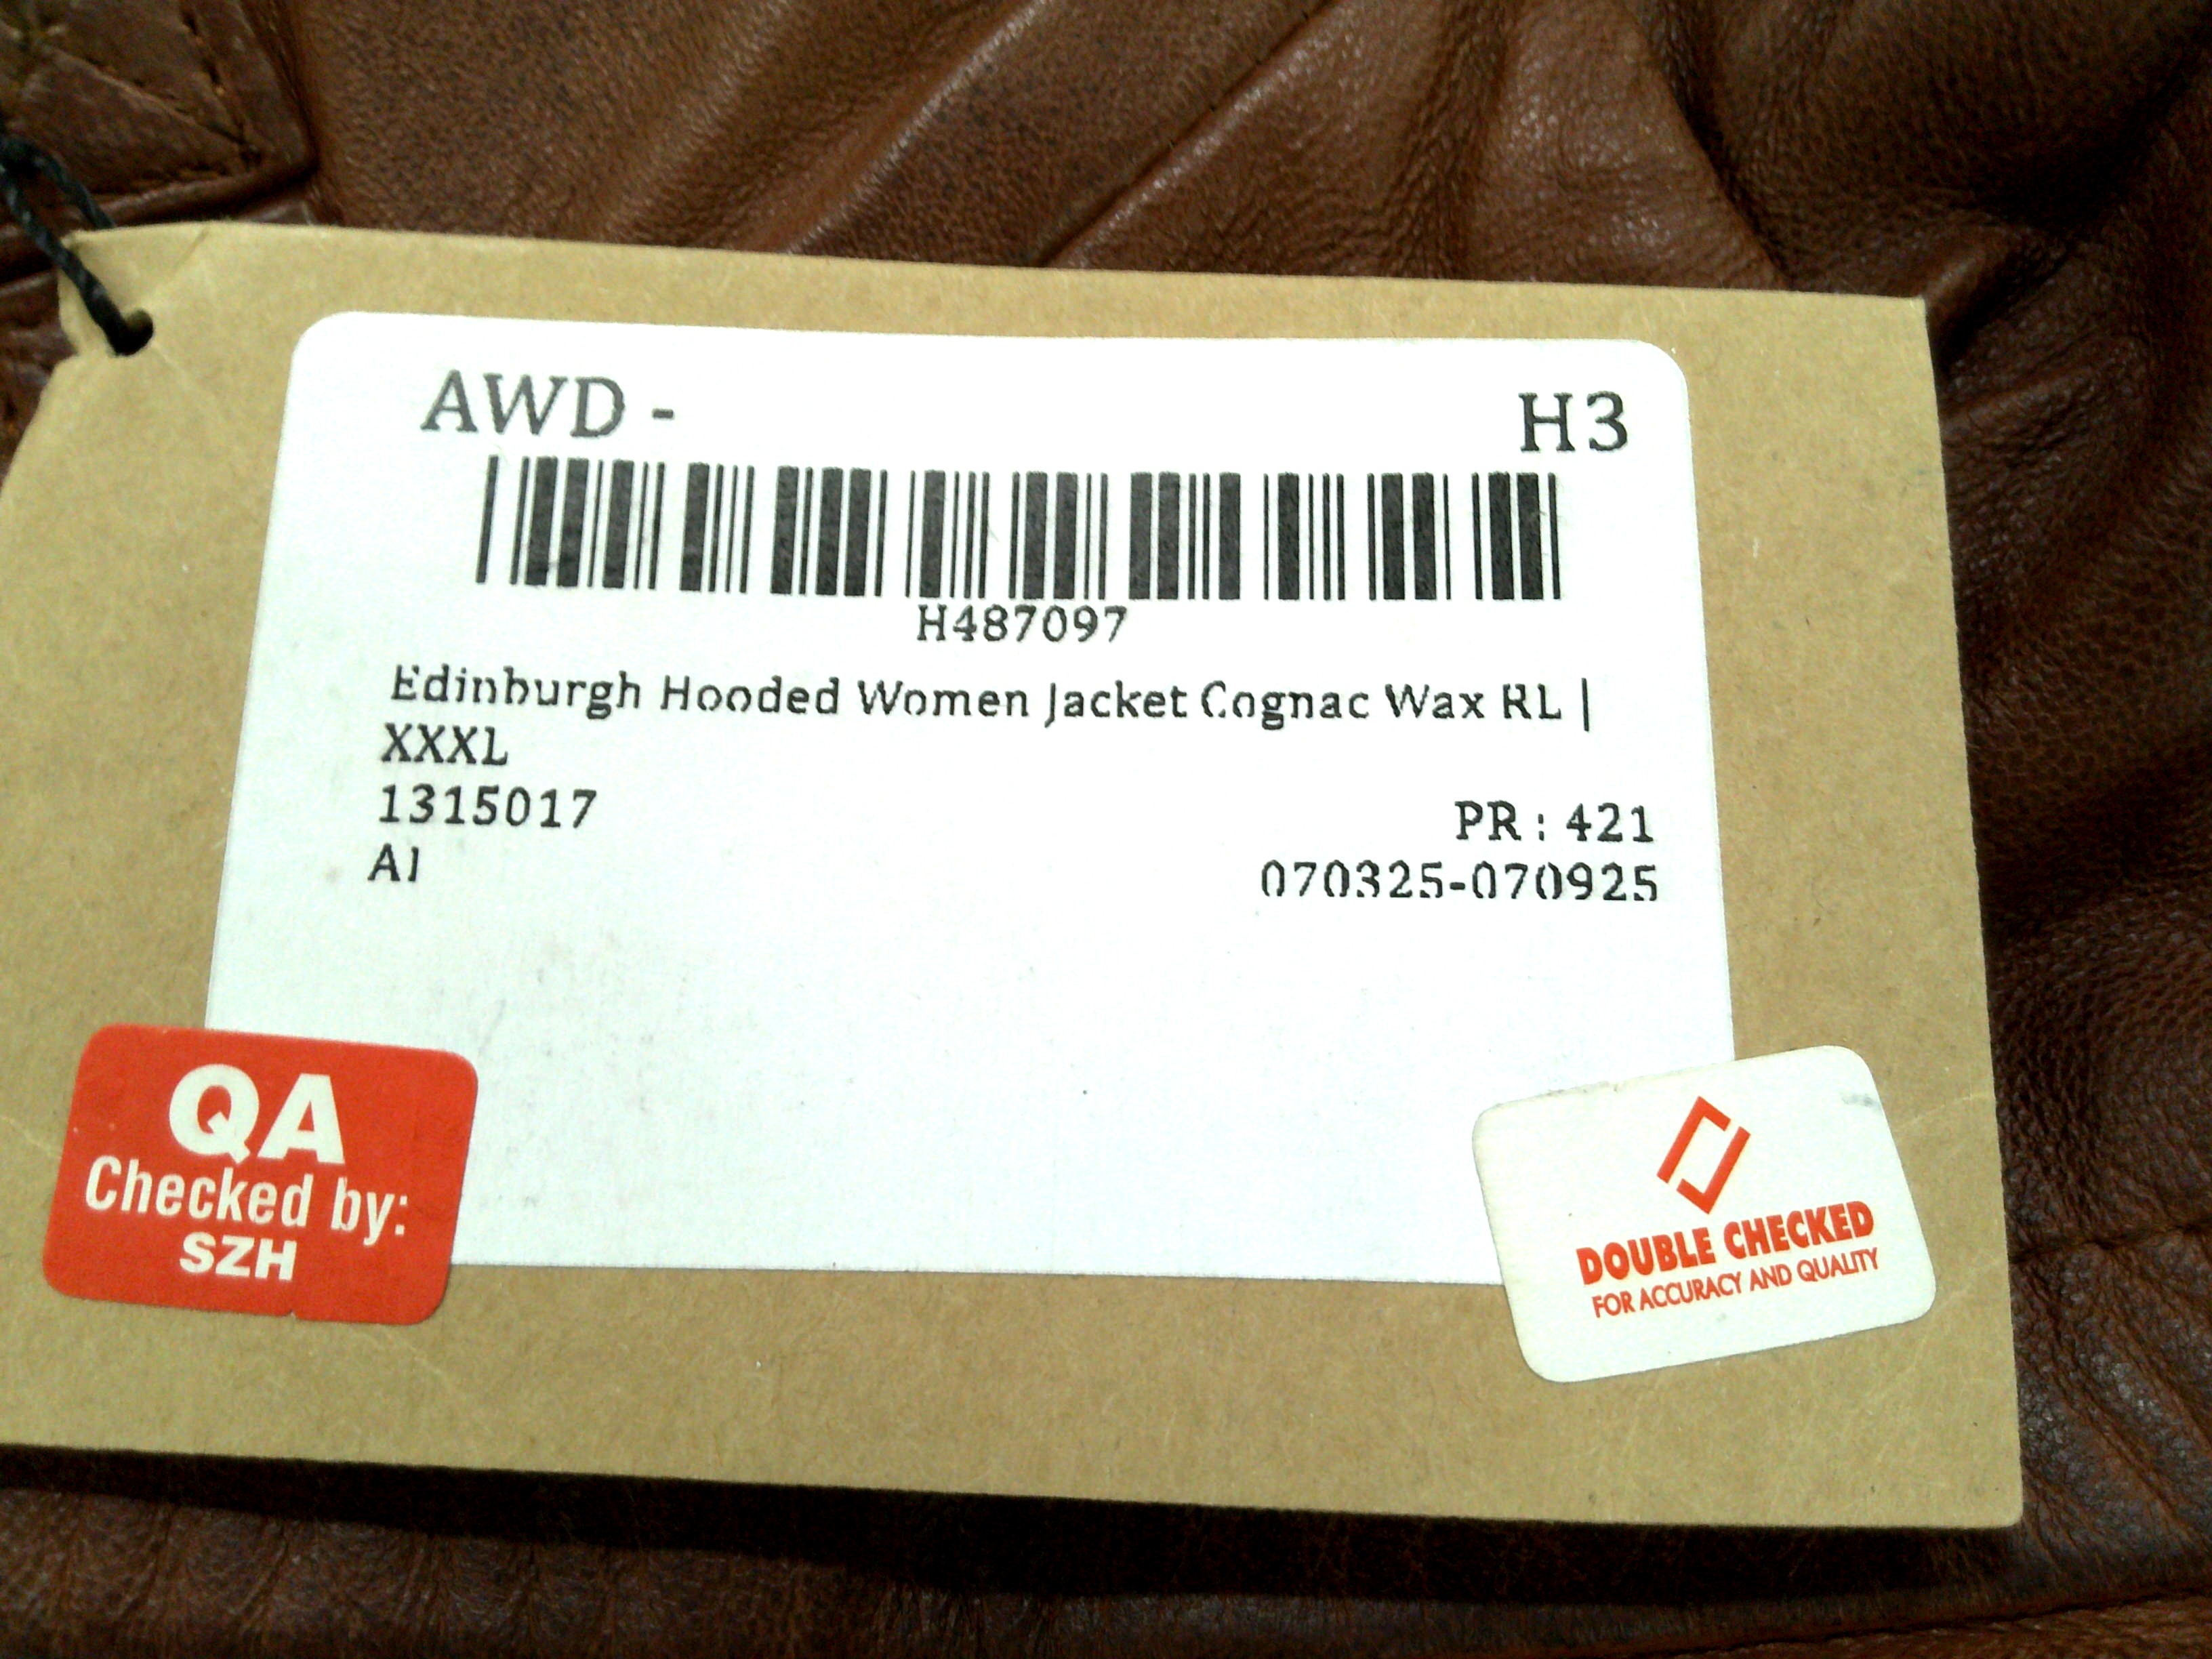 AWD - H3
H487097
Edinburgh Hooded Women Jacket Cognac Wax RL |
XXXL
1315017 PR : 421
AI 070325-070925
QA
Checked by:
SZH
DOUBLE CHECKED
FOR ACCURACY AND QUALITY